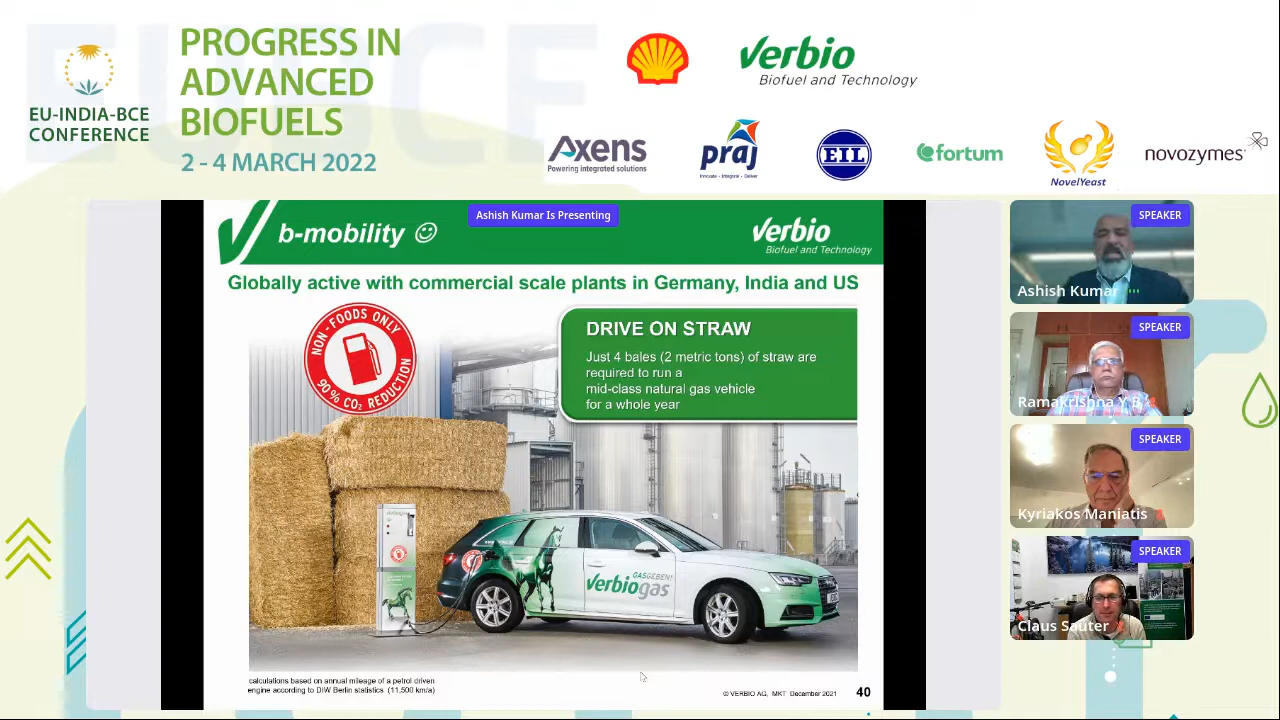 EU-INDIA-BCE
CONFERENCE
PROGRESS IN
ADVANCED
BIOFUELS
2 - 4 MARCH 2022
Verbio
Biofuel and Technology
Axens
Powering integrated solutions
praj
Innovate • Integrate • Deliver
EIL
fortum
NovelYeast
novozymes
b-mobility ☺
Ashish Kumar Is Presenting
Verbio
Biofuel and Technology
Globally active with commercial scale plants in Germany, India and US
NON-FOODS ONLY
90% CO₂ REDUCTION
DRIVE ON STRAW
Just 4 bales (2 metric tons) of straw are
required to run a
mid-class natural gas vehicle
for a whole year
GASGEBEN!
verbiogas
calculations based on annual mileage of a petrol driven
engine according to DIW Berlin statistics (11,500 km/a)
© VERBIO AG, MKT December 2021
40
SPEAKER
Ashish Kumar
SPEAKER
Ramakrishna Y B
SPEAKER
Kyriakos Maniatis
SPEAKER
Claus Sauter